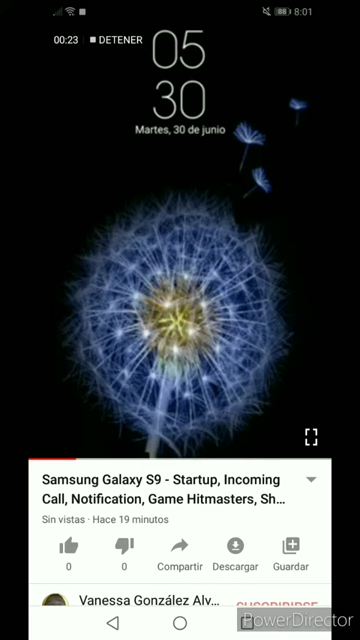 00:23 DETENER
88 8:01
05
30
Martes, 30 de junio
Samsung Galaxy S9 - Startup, Incoming
Call, Notification, Game Hitmasters, Sh...
Sin vistas · Hace 19 minutos
0 0 Compartir Descargar Guardar
Vanessa González Alv... SUSCRIBIRSE
PowerDirector